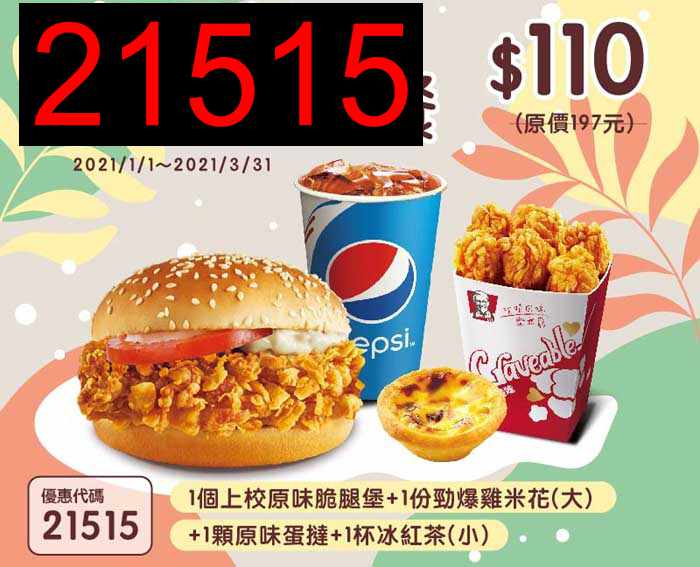 21515
$110
(原價197元)
2021/1/1~2021/3/31
epsi
Craveable
優惠代碼
21515
1個上校原味脆腿堡+1份勁爆雞米花(大)
+1顆原味蛋撻+1杯冰紅茶(小)